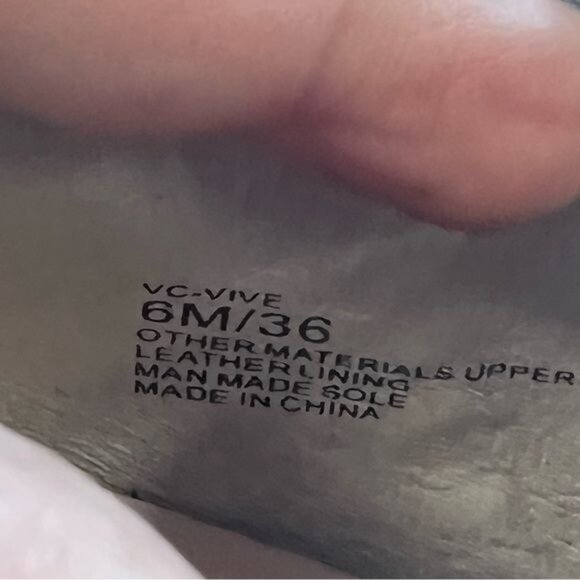 VC-VIVE
6M/36
OTHER MATERIALS UPPER
LEATHER LINING
MAN MADE SOLE
MADE IN CHINA